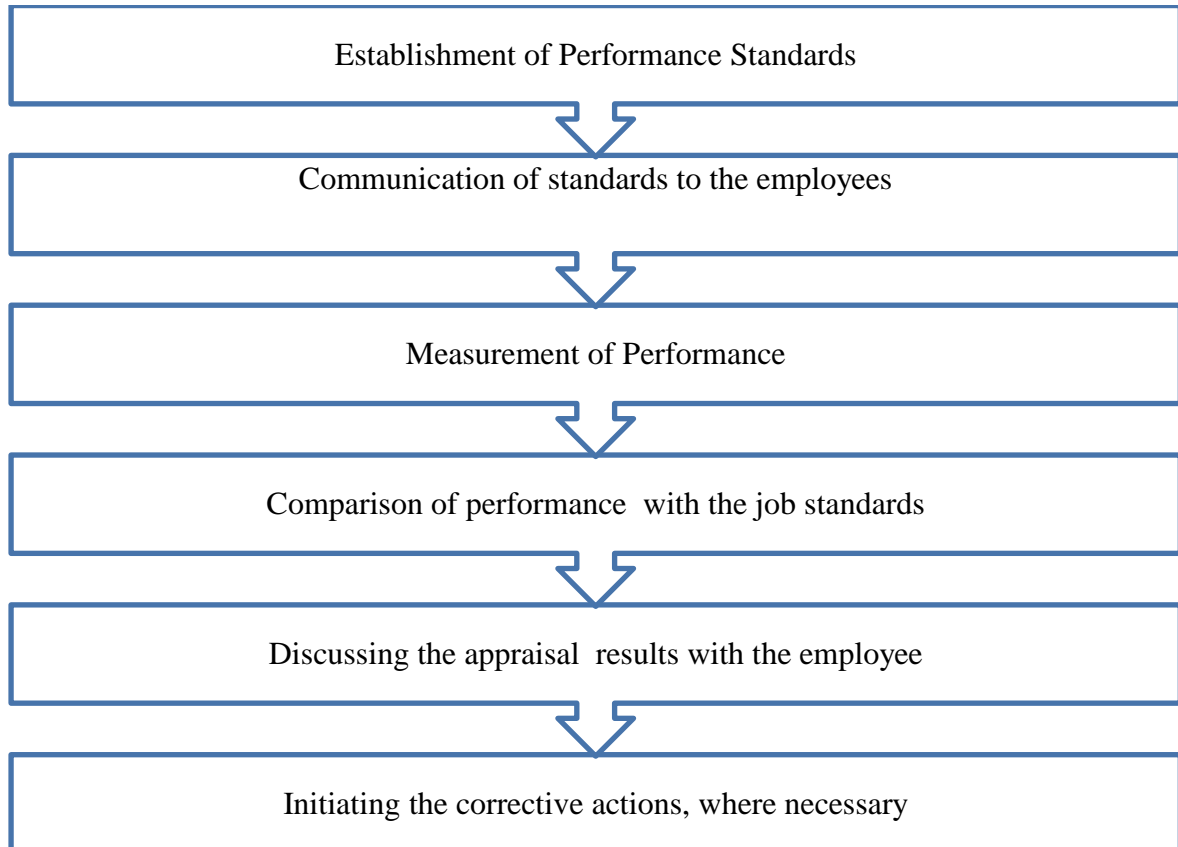 Establishment of Performance Standards
Communication of standards to the employees
Measurement of Performance
Comparison of performance  with the job standards
Discussing the appraisal  results with the employee
Initiating the corrective actions, where necessary